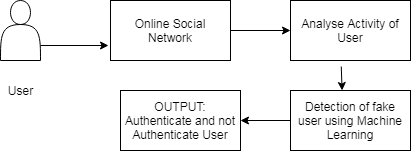 Online Social
Network
Analyse Activity of
User
User
OUTPUT:
Authenticate and not
Authenticate User
Detection of fake
user using Machine
Learning